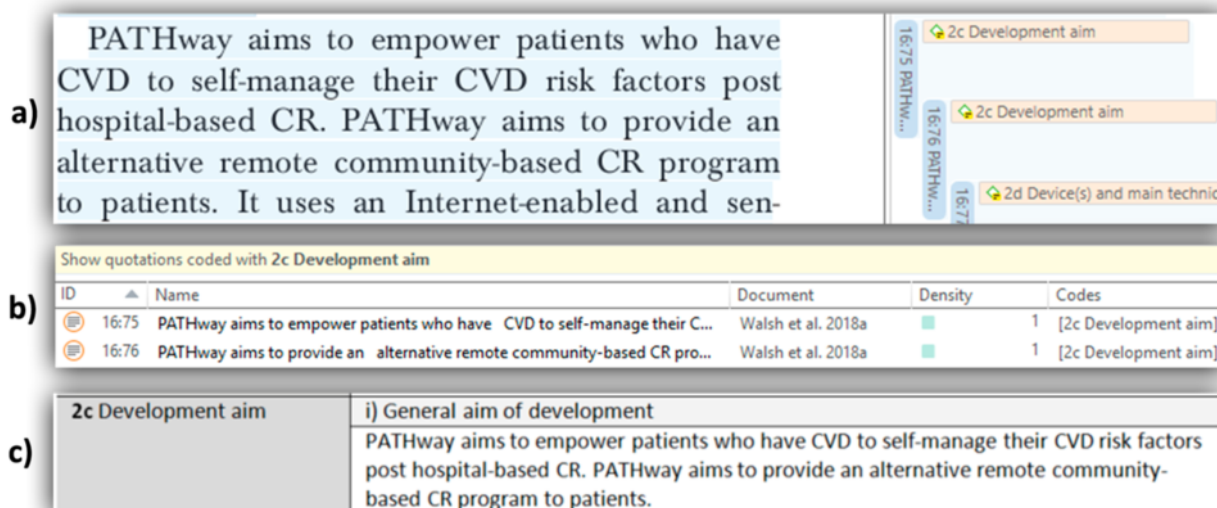 a)
PATHway aims to empower patients who have
CVD to self-manage their CVD risk factors post
hospital-based CR. PATHway aims to provide an
alternative remote community-based CR program
to patients. It uses an Internet-enabled and sen-
16:75 PATHw...
2c Development aim
16:76 PATHw...
2c Development aim
16:77
2d Device(s) and main technic
b)
Show quotations coded with 2c Development aim
ID Name Document Density Codes
16:75 PATHway aims to empower patients who have CVD to self-manage their C... Walsh et al. 2018a 1 [2c Development aim]
16:76 PATHway aims to provide an alternative remote community-based CR pro... Walsh et al. 2018a 1 [2c Development aim]
c)
2c Development aim
i) General aim of development
PATHway aims to empower patients who have CVD to self-manage their CVD risk factors
post hospital-based CR. PATHway aims to provide an alternative remote community-
based CR program to patients.